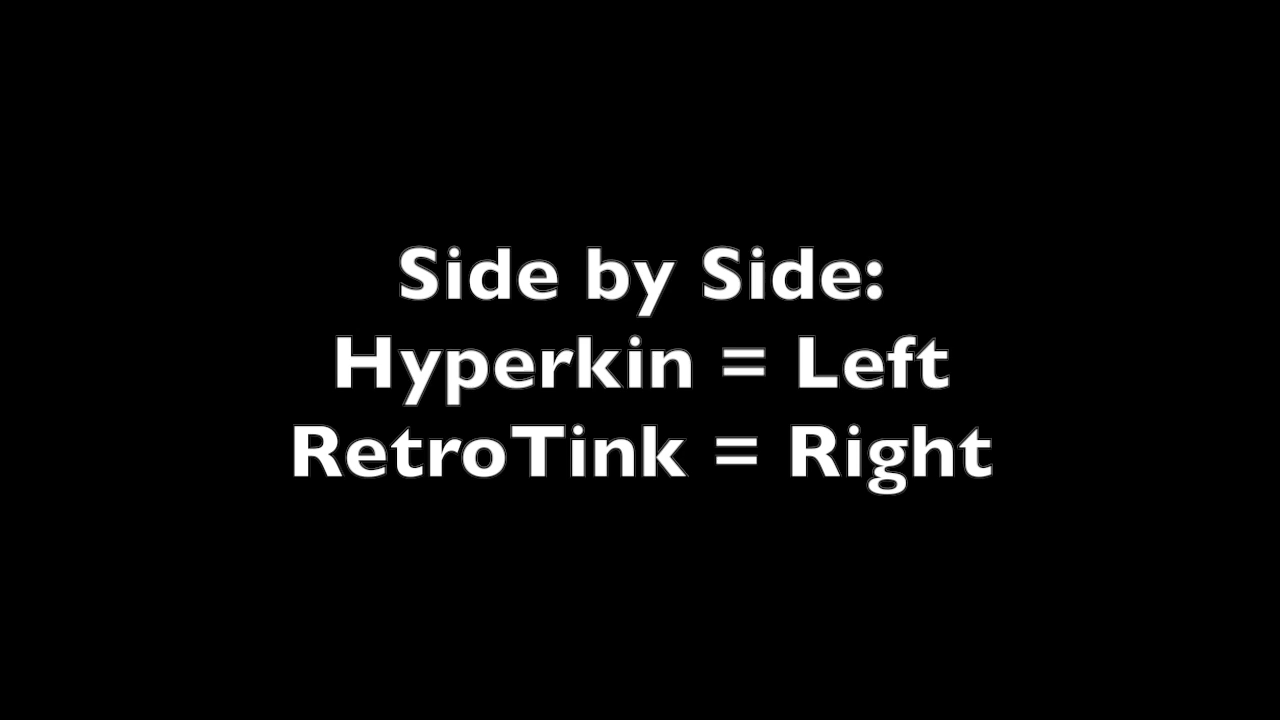 Side by Side:
Hyperkin = Left
RetroTink = Right